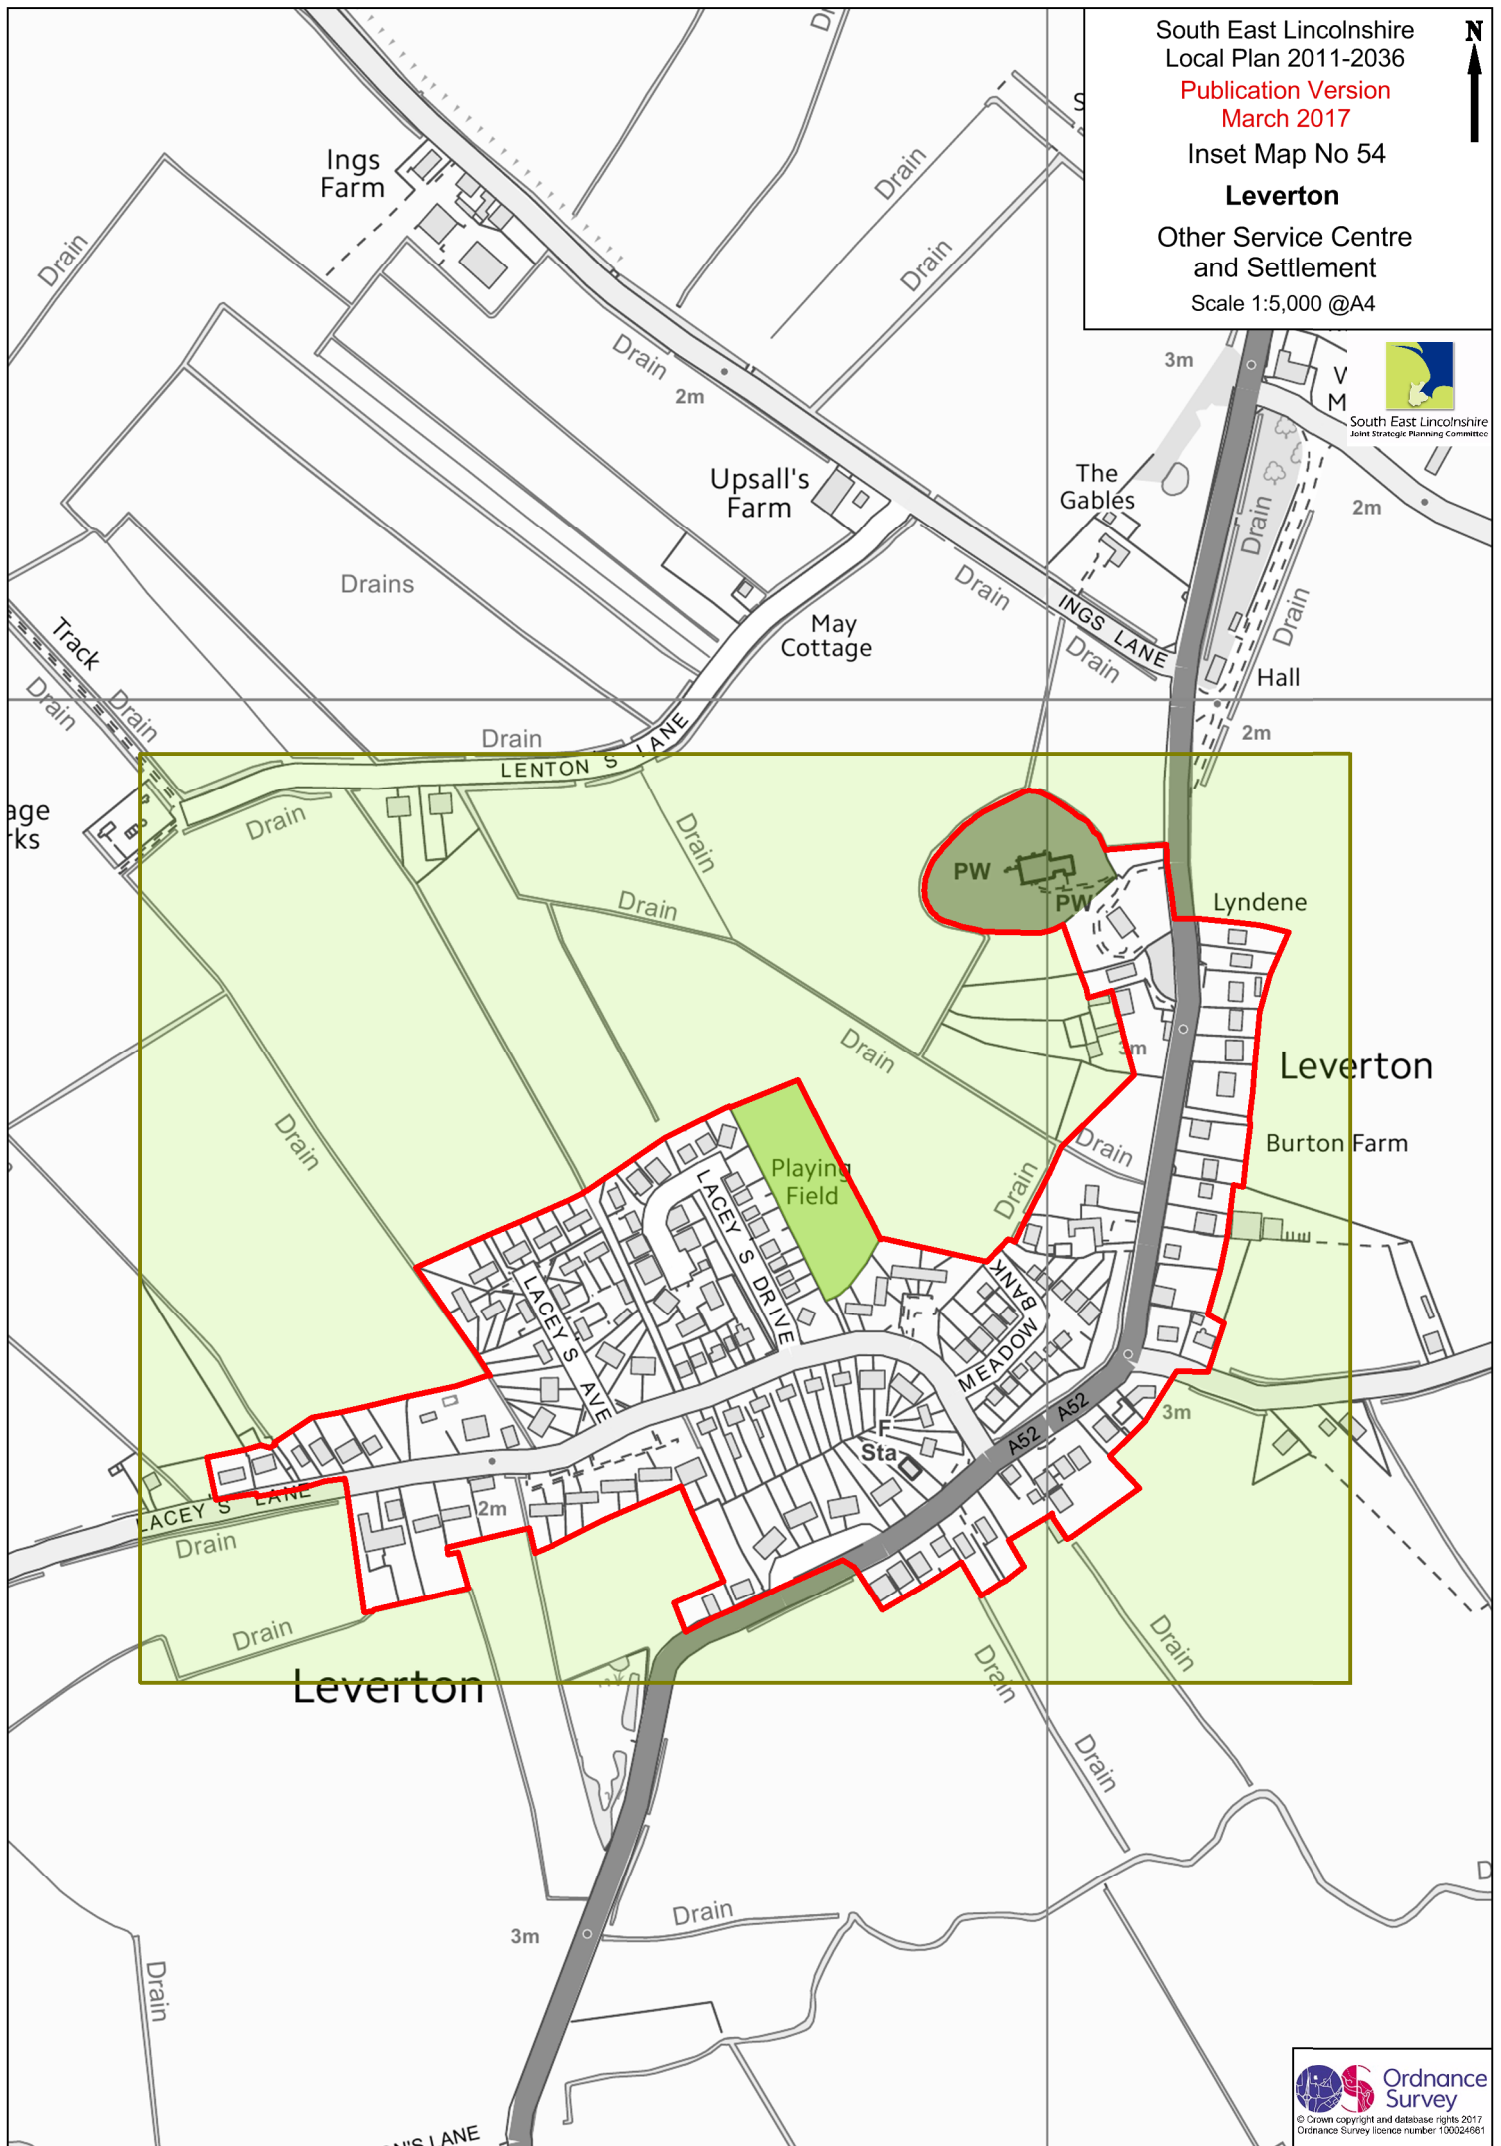 South East Lincolnshire
Local Plan 2011-2036
Publication Version
March 2017
Inset Map No 54
Leverton
Other Service Centre
and Settlement
Scale 1:5,000 @A4
N
South East Lincolnshire
Joint Strategic Planning Committee
Ings
Farm
Drain
Drain
Drain
Drain
2m
3m
Upsall's
Farm
The
Gables
Drain
2m
Drains
Drain
INGS LANE
Drain
Drain
May
Cottage
Track
Drain
Drain
Hall
2m
Drain
LENTON'S LANE
age
rks
Drain
Drain
PW
PW
Drain
Lyndene
Drain
3m
Leverton
Drain
Drain
Burton Farm
Playing
Field
Drain
LACEY'S DRIVE
LACEY'S AVE
MEADOW BANK
A52
A52
3m
F
Sta
LACEY'S LANE
2m
Drain
Drain
Leverton
Drain
Drain
Drain
Drain
3m
Drain
N'S LANE
Ordnance
Survey
© Crown copyright and database rights 2017
Ordnance Survey licence number 100024661